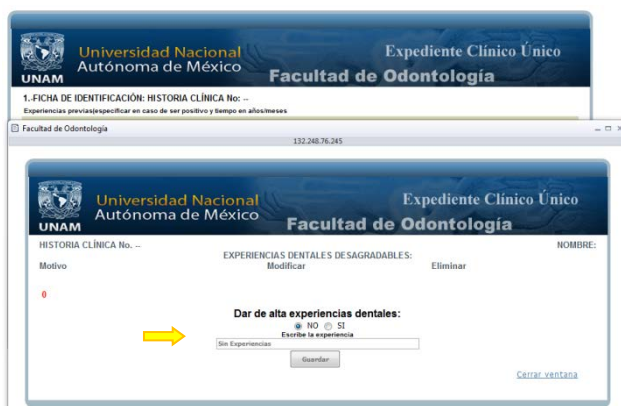 Universidad Nacional
Autónoma de México
Expediente Clínico Único
Facultad de Odontología
UNAM
1.-FICHA DE IDENTIFICACIÓN: HISTORIA CLÍNICA No: --
Experiencias previas(especificar en caso de ser positivo y tiempo en años/meses
Facultad de Odontología
132.248.76.245
Universidad Nacional
Autónoma de México
Expediente Clínico Único
Facultad de Odontología
UNAM
HISTORIA CLÍNICA No. -- NOMBRE:
EXPERIENCIAS DENTALES DESAGRADABLES:
Motivo Modificar Eliminar
0
Dar de alta experiencias dentales:
NO SI
Escribe la experiencia
Sin Experiencias
Guardar
Cerrar ventana